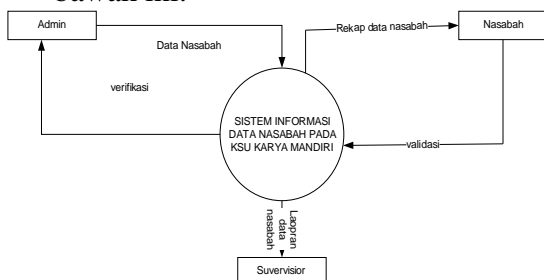 Admin
Nasabah
Data Nasabah
Rekap data nasabah
verifikasi
SISTEM INFORMASI
DATA NASABAH PADA
KSU KARYA MANDIRI
validasi
Laopran
data
nasabah
Suvervisior